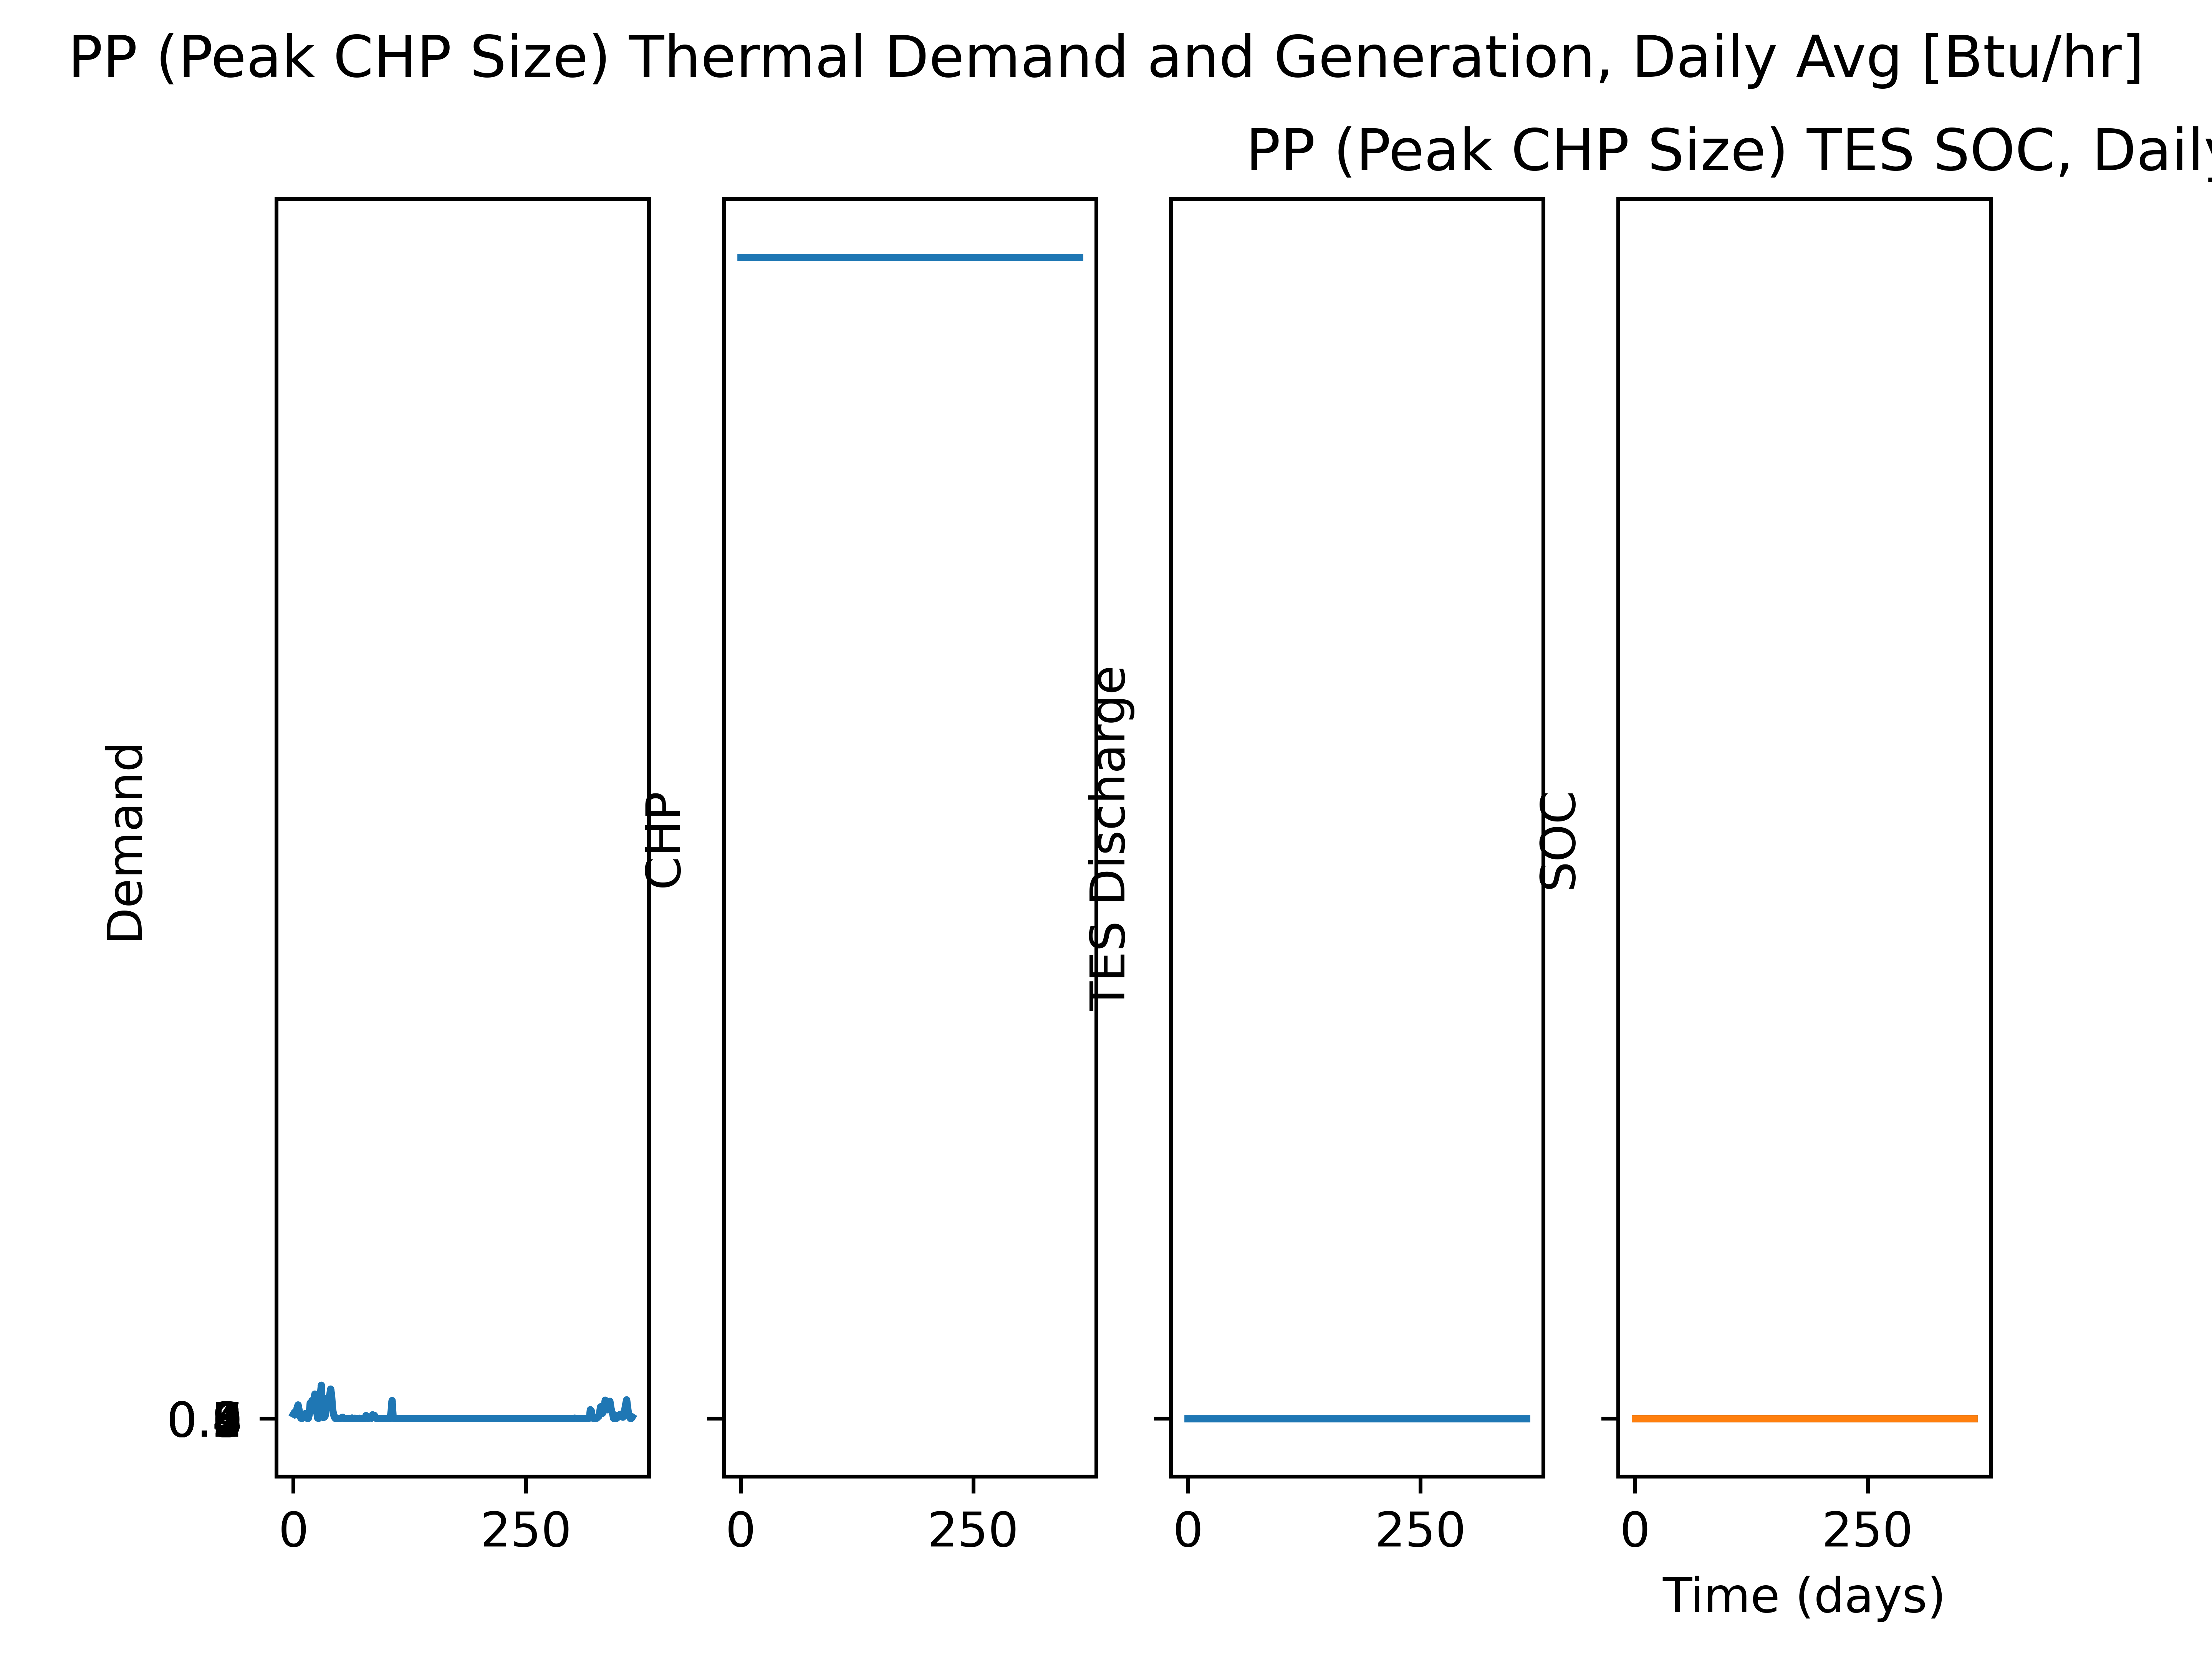 PP (Peak CHP Size) Thermal Demand and Generation, Daily Avg [Btu/hr]
PP (Peak CHP Size) TES SOC, Daily
Demand
CHP
TES Discharge
SOC
0 250
0 250
0 250
0 250
Time (days)